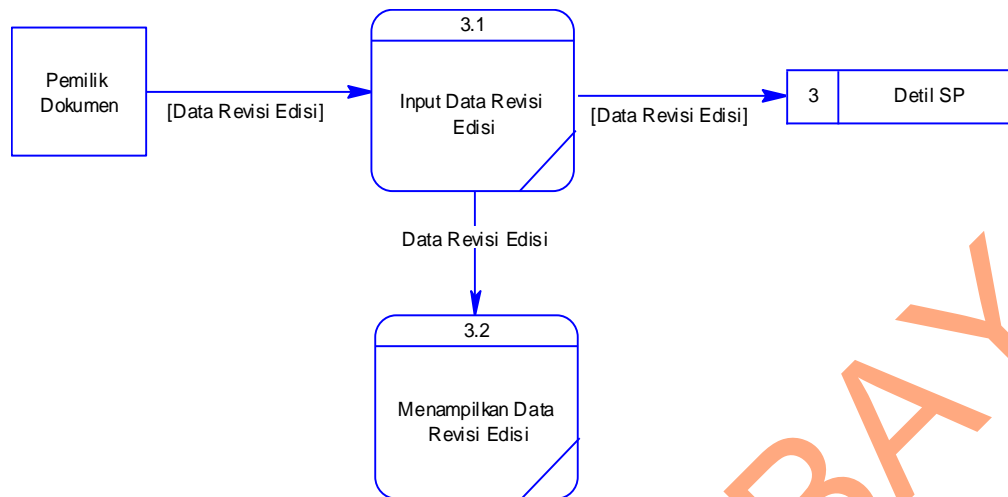 3.1
Pemilik
Dokumen
[Data Revisi Edisi]
Input Data Revisi
Edisi
[Data Revisi Edisi]
3
Detil SP
Data Revisi Edisi
3.2
Menampilkan Data
Revisi Edisi
BAY